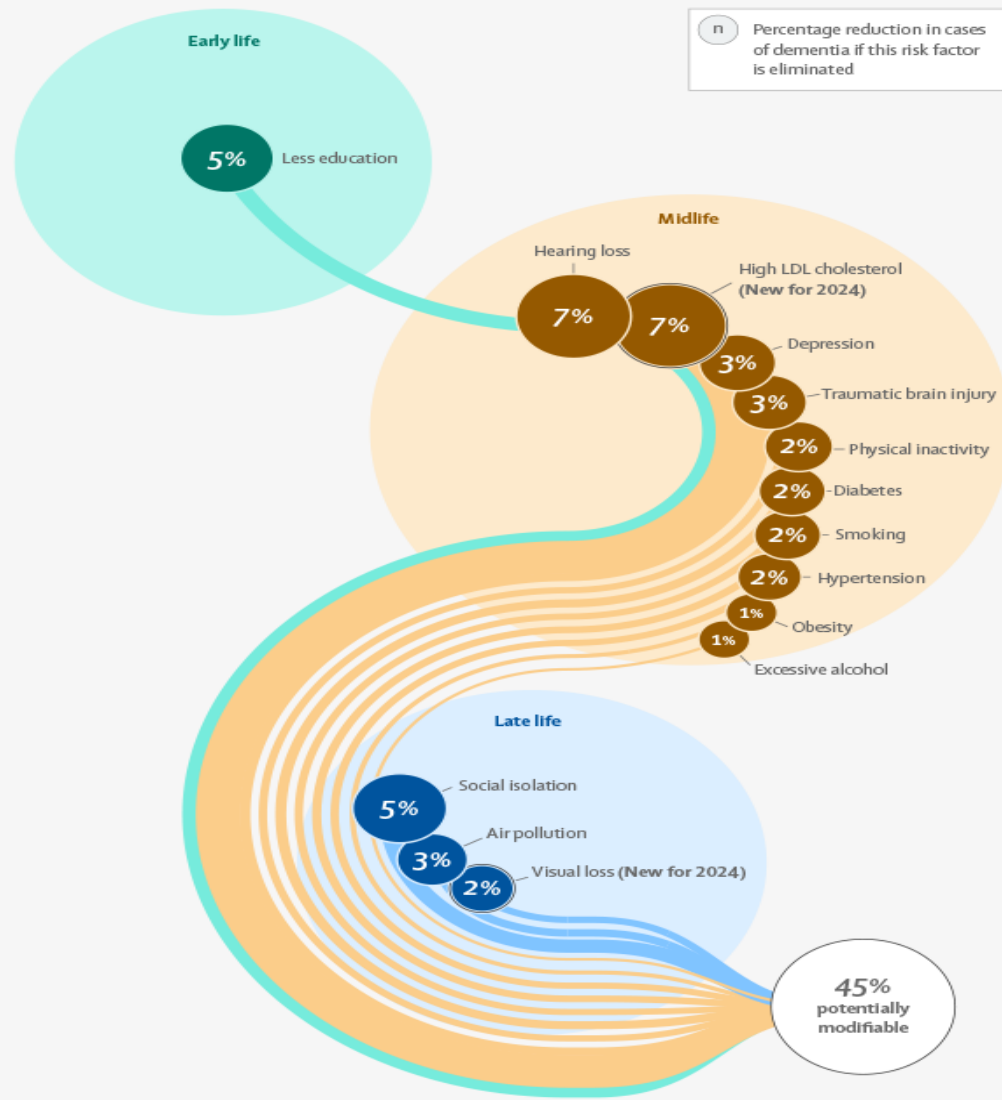 Early life
n
Percentage reduction in cases
of dementia if this risk factor
is eliminated
5%
Less education
Midlife
Hearing loss
High LDL cholesterol
(New for 2024)
7%
7%
Depression
3%
Traumatic brain injury
3%
Physical inactivity
2%
Diabetes
2%
Smoking
2%
Hypertension
2%
Obesity
1%
Excessive alcohol
1%
Late life
Social isolation
5%
Air pollution
3%
Visual loss (New for 2024)
2%
45%
potentially
modifiable